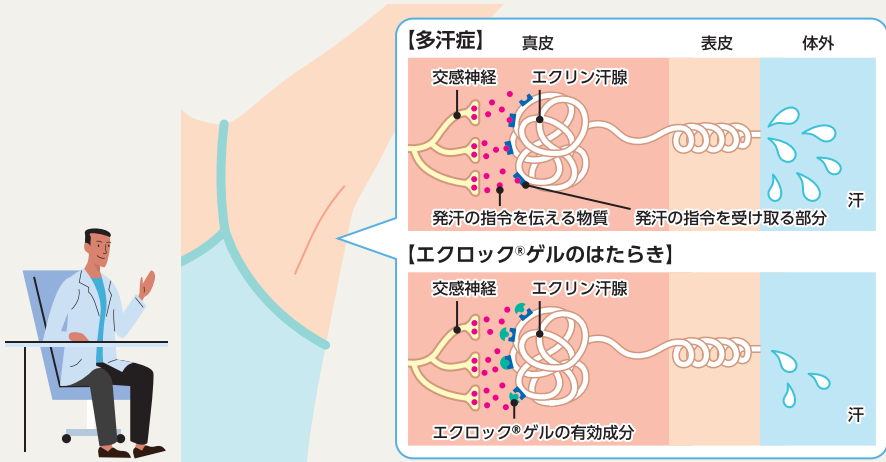 【多汗症】
真皮 表皮 体外
交感神経 エクリン汗腺
発汗の指令を伝える物質 発汗の指令を受け取る部分
汗
【エクロック®ゲルのはたらき】
交感神経 エクリン汗腺
エクロック®ゲルの有効成分
汗